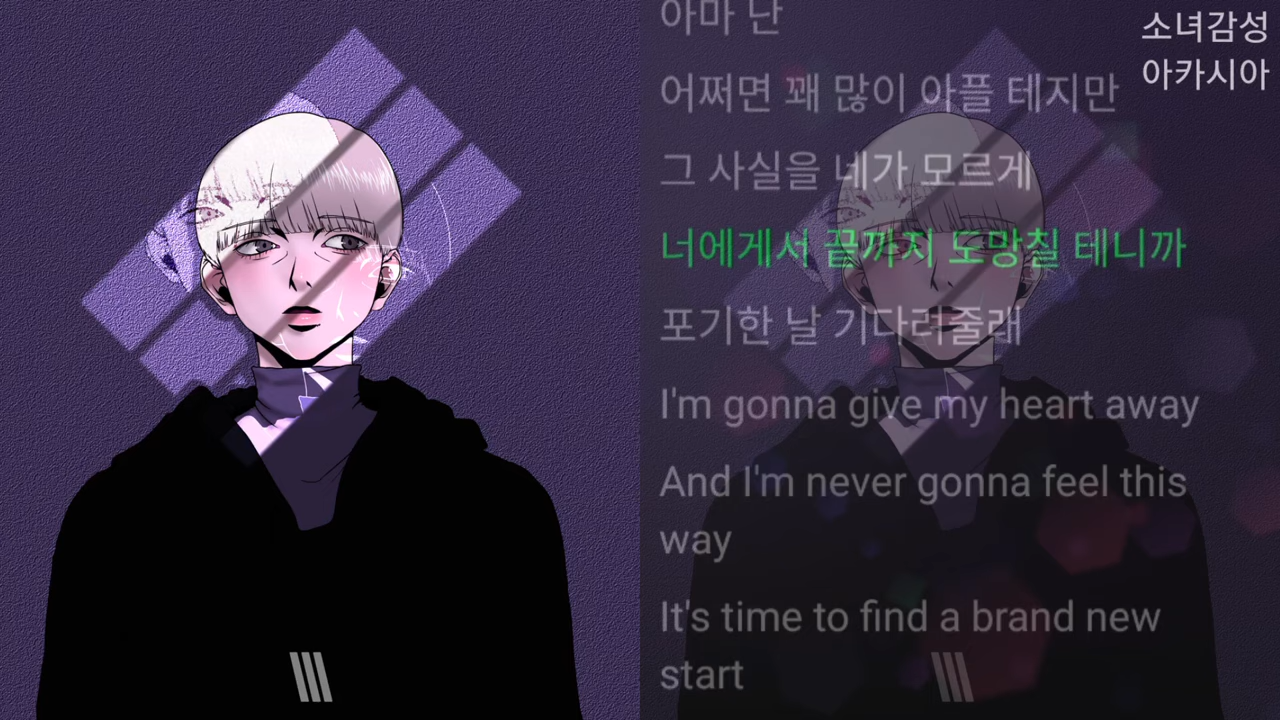 소녀감성
아카시아
아마 난
어쩌면 꽤 많이 아플 테지만
그 사실을 네가 모르게
너에게서 끝까지 도망칠 테니까
포기한 날 기다려줄래
I'm gonna give my heart away
And I'm never gonna feel this
way
It's time to find a brand new
start